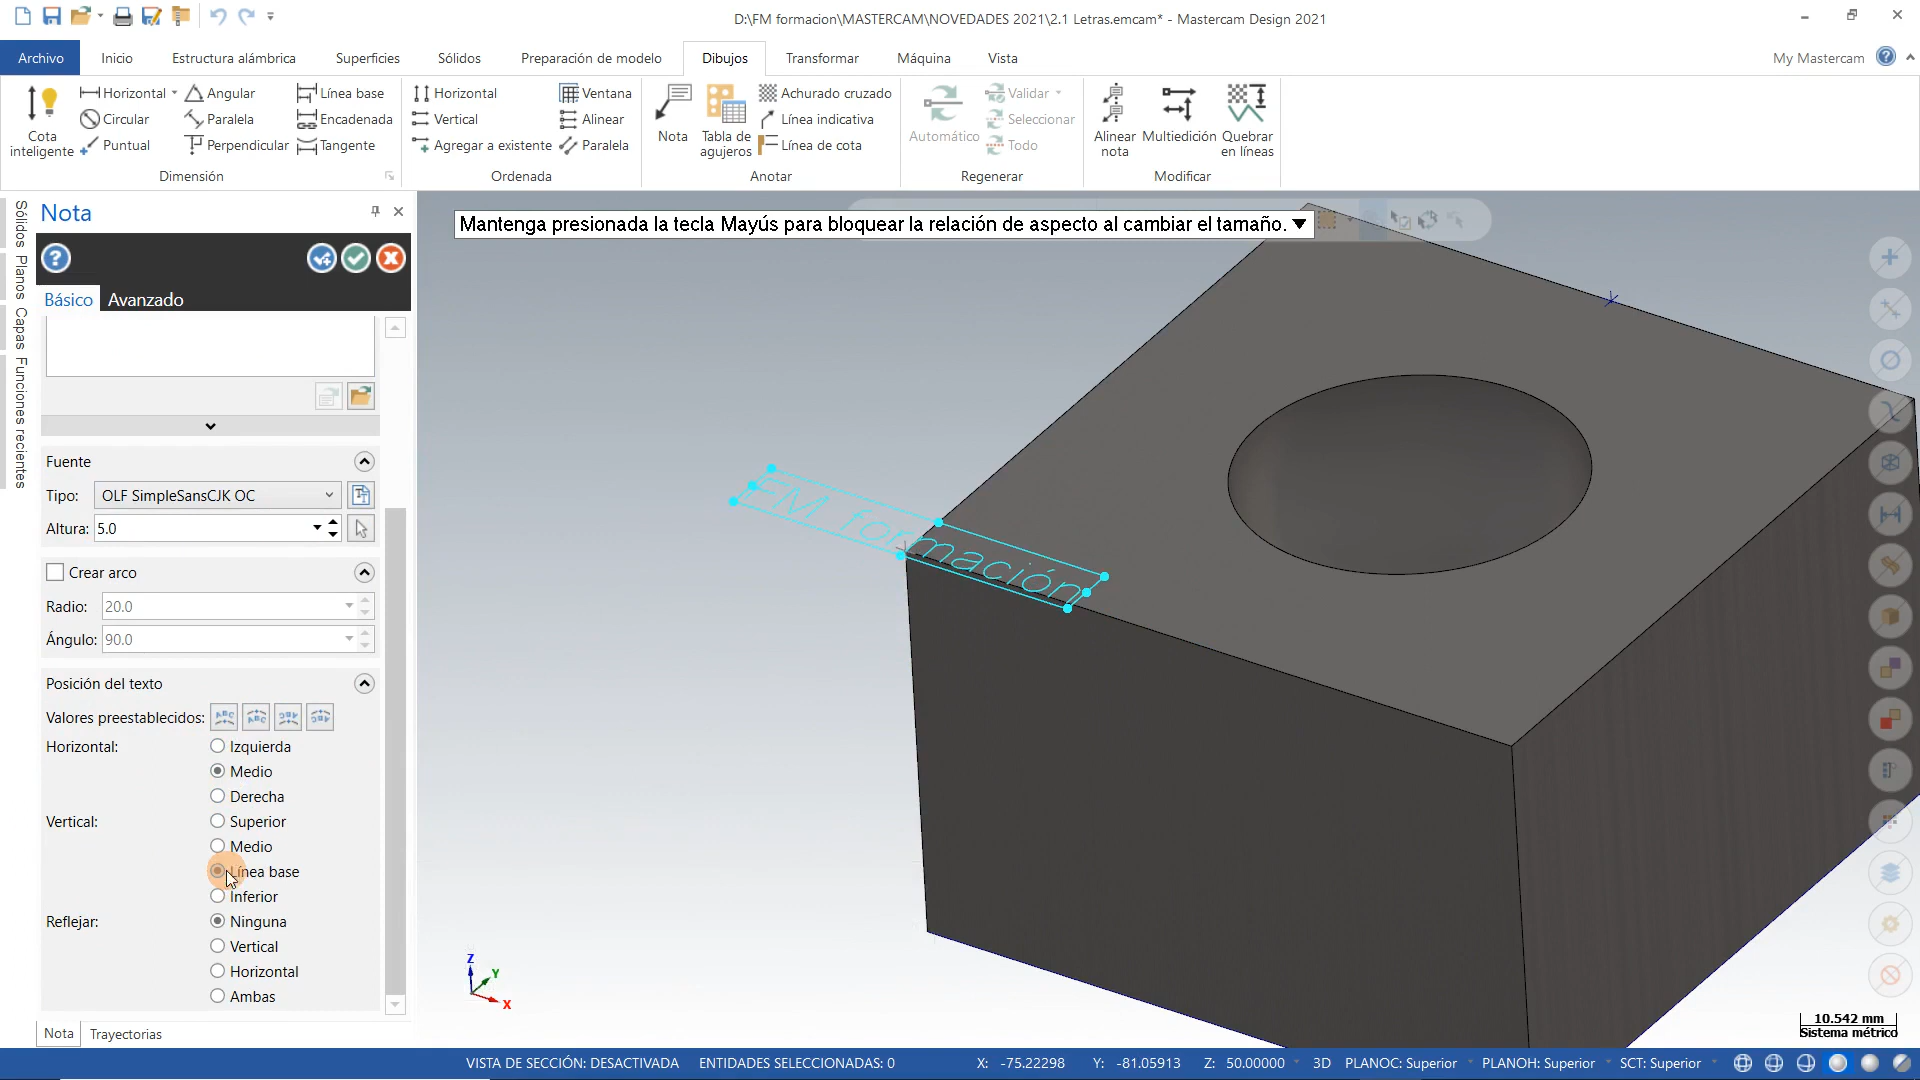 D:\FM formacion\MASTERCAM\NOVEDADES 2021\2.1 Letras.emcam* - Mastercam Design 2021
Archivo Inicio Estructura alámbrica Superficies Sólidos Preparación de modelo Dibujos Transformar Máquina Vista My Mastercam
Cota inteligente
Horizontal
Circular
Puntual
Angular
Paralela
Perpendicular
Línea base
Encadenada
Tangente
Dimensión
Horizontal
Vertical
Agregar a existente
Ventana
Alinear
Paralela
Ordenada
Nota
Tabla de agujeros
Achurado cruzado
Línea indicativa
Línea de cota
Anotar
Automático
Validar
Seleccionar
Todo
Regenerar
Alinear nota
Multiedición
Quebrar en líneas
Modificar
Sólidos
Planos
Capas
Funciones recientes
Nota
Básico Avanzado
Fuente
Tipo: OLF SimpleSansCJK OC
Altura: 5.0
Crear arco
Radio: 20.0
Ángulo: 90.0
Posición del texto
Valores preestablecidos:
Horizontal: Izquierda
Medio
Derecha
Vertical: Superior
Medio
Línea base
Inferior
Reflejar: Ninguna
Vertical
Horizontal
Ambas
Nota Trayectorias
Mantenga presionada la tecla Mayús para bloquear la relación de aspecto al cambiar el tamaño.
FM formación
Z
Y
X
10.542 mm
Sistema métrico
VISTA DE SECCIÓN: DESACTIVADA ENTIDADES SELECCIONADAS: 0 X: -75.22298 Y: -81.05913 Z: 50.00000 3D PLANOC: Superior PLANOH: Superior SCT: Superior